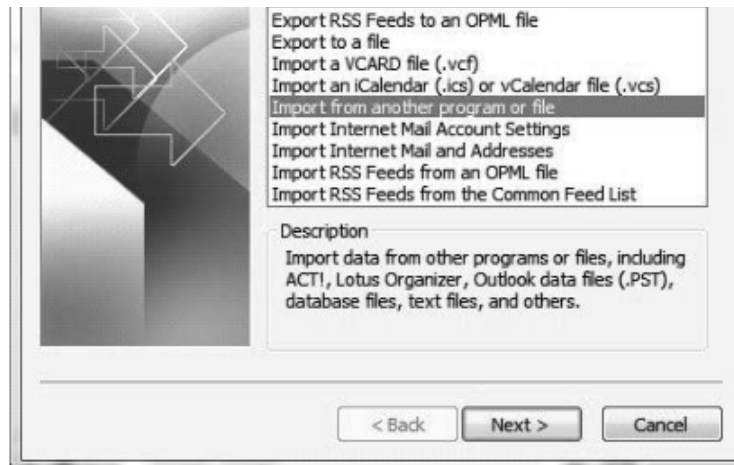 Export RSS Feeds to an OPML file
Export to a file
Import a VCARD file (.vcf)
Import an iCalendar (.ics) or vCalendar file (.vcs)
Import from another program or file
Import Internet Mail Account Settings
Import Internet Mail and Addresses
Import RSS Feeds from an OPML file
Import RSS Feeds from the Common Feed List
Description
Import data from other programs or files, including
ACT!, Lotus Organizer, Outlook data files (.PST),
database files, text files, and others.
< Back Next > Cancel